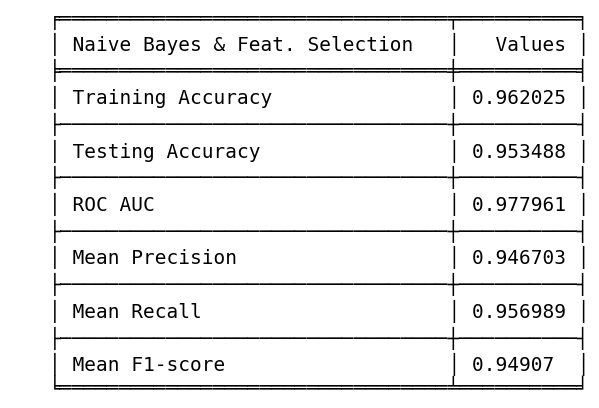 Naive Bayes & Feat. Selection Values
Training Accuracy 0.962025
Testing Accuracy 0.953488
ROC AUC 0.977961
Mean Precision 0.946703
Mean Recall 0.956989
Mean F1-score 0.94907